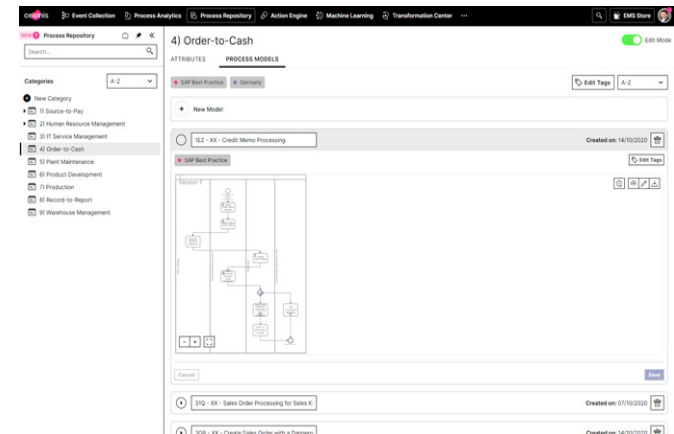 celonis Event Collection Process Analytics Process Repository Action Engine Machine Learning Transformation Center ··· EMS Store
NEW Process Repository
Search...
Categories A-Z
New Category
1) Source-to-Pay
2) Human Resource Management
3) IT Service Management
4) Order-to-Cash
5) Plant Maintenance
6) Product Development
7) Production
8) Record-to-Report
9) Warehouse Management
4) Order-to-Cash Edit Mode
ATTRIBUTES PROCESS MODELS
SAP Best Practice Germany Edit Tags A-Z
+ New Model
1EZ - XX - Credit Memo Processing Created on: 14/10/2020
SAP Best Practice Edit Tags
Version 1
- +
Cancel Save
31Q - XX - Sales Order Processing for Sales K Created on: 07/10/2020
Create Sales Order with a Created on: 14/10/2020